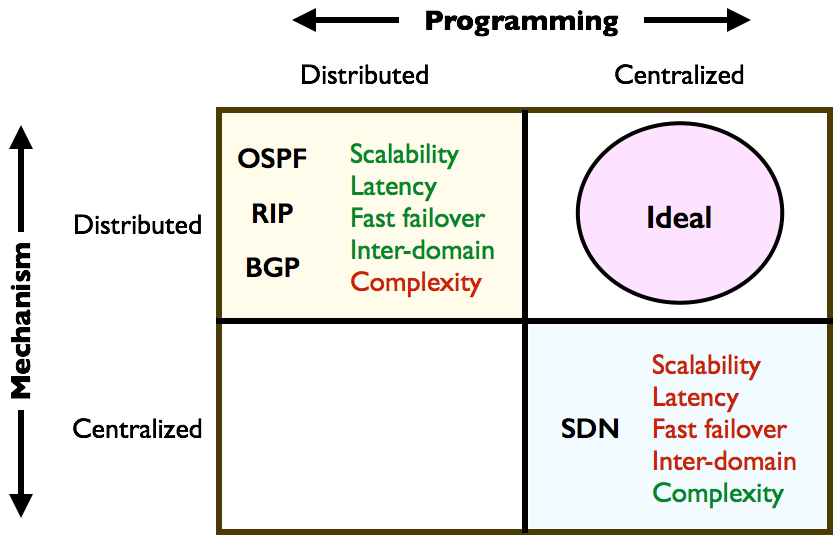 Programming
Distributed
Centralized
Mechanism
Distributed
OSPF
RIP
BGP
Scalability
Latency
Fast failover
Inter-domain
Complexity
Ideal
Centralized
SDN
Scalability
Latency
Fast failover
Inter-domain
Complexity